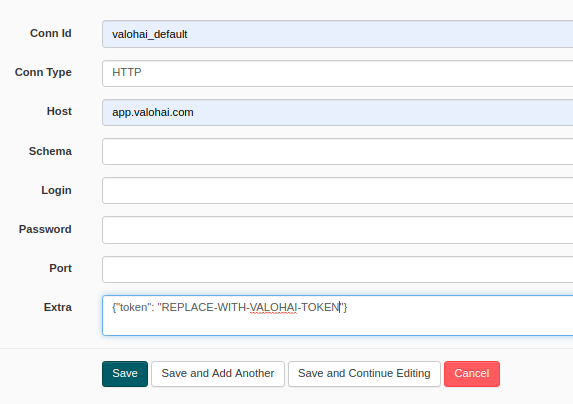 Conn Id valohai_default
Conn Type HTTP
Host app.valohai.com
Schema
Login
Password
Port
Extra {"token": "REPLACE-WITH-VALOHAI-TOKEN"}
Save Save and Add Another Save and Continue Editing Cancel